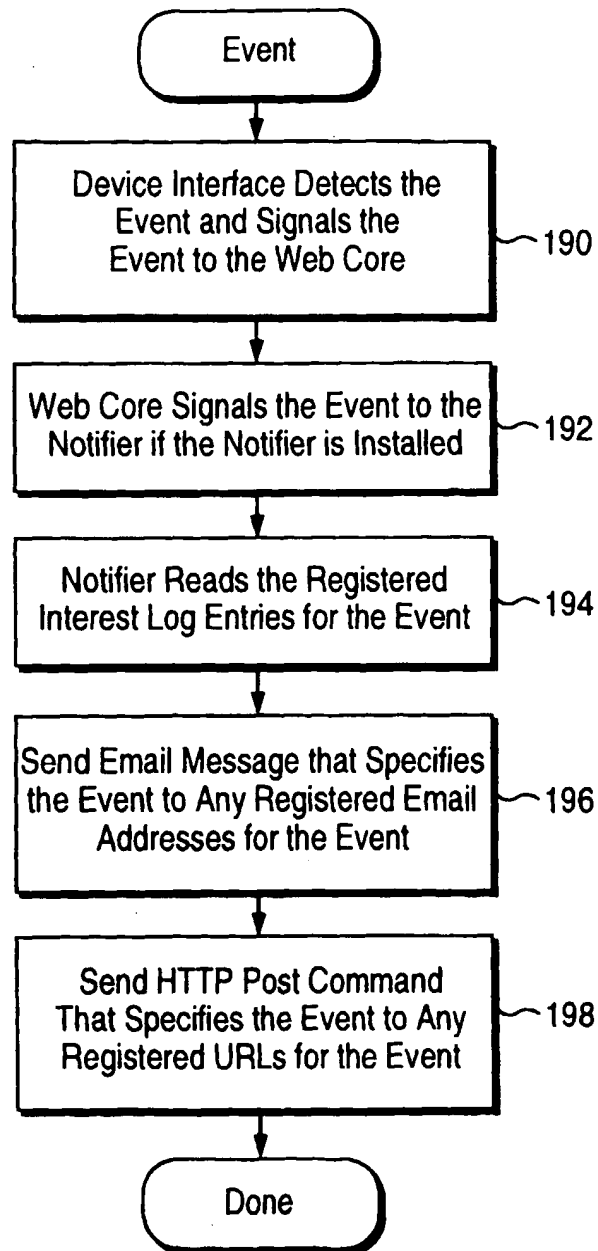 Event
Device Interface Detects the
Event and Signals the
Event to the Web Core
190
Web Core Signals the Event to the
Notifier if the Notifier is Installed
192
Notifier Reads the Registered
Interest Log Entries for the Event
194
Send Email Message that Specifies
the Event to Any Registered Email
Addresses for the Event
196
Send HTTP Post Command
That Specifies the Event to Any
Registered URLs for the Event
198
Done